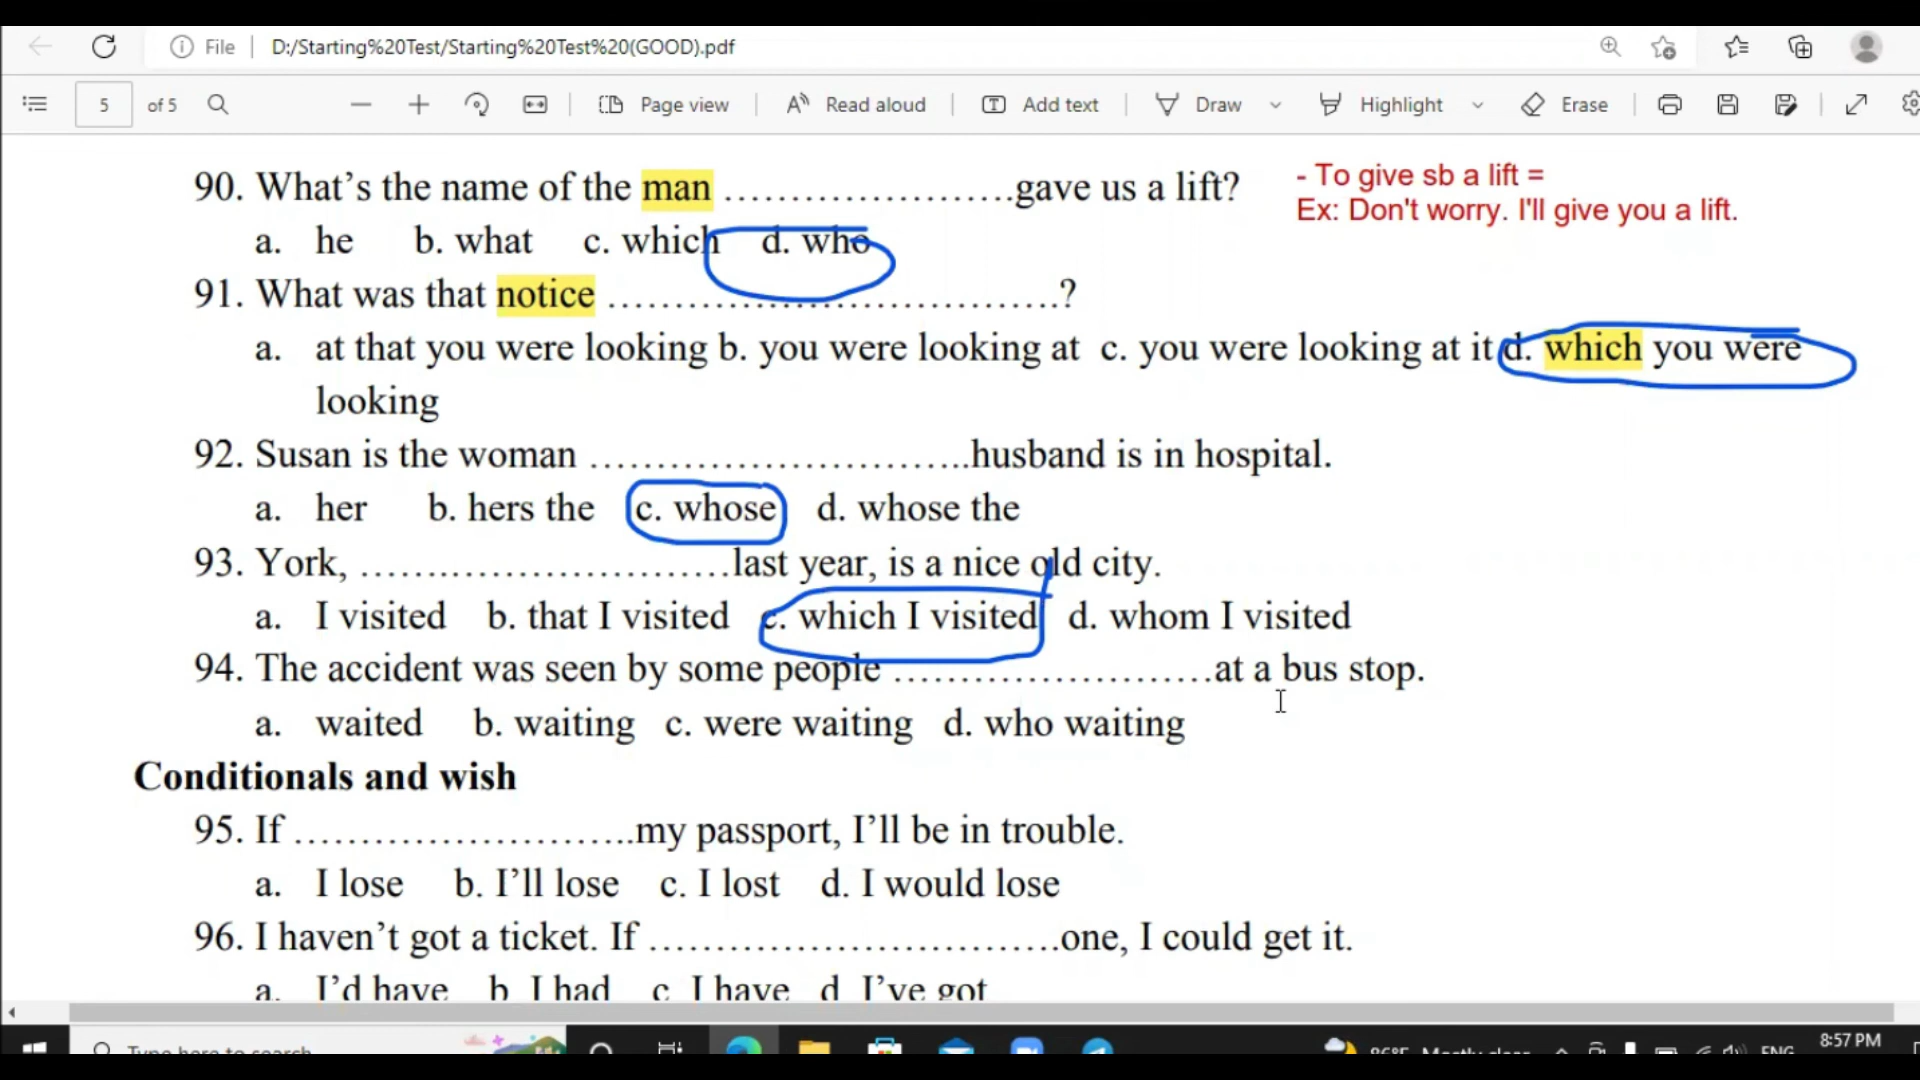 File D:/Starting%20Test/Starting%20Test%20(GOOD).pdf
5 of 5 Page view Read aloud Add text Draw Highlight Erase
90. What’s the name of the man ......................gave us a lift?
- To give sb a lift =
Ex: Don't worry. I'll give you a lift.
a. he b. what c. which d. who
91. What was that notice ..................................?
a. at that you were looking b. you were looking at c. you were looking at it d. which you were
looking
92. Susan is the woman .............................husband is in hospital.
a. her b. hers the c. whose d. whose the
93. York, ............................last year, is a nice old city.
a. I visited b. that I visited c. which I visited d. whom I visited
94. The accident was seen by some people ........................at a bus stop.
a. waited b. waiting c. were waiting d. who waiting
Conditionals and wish
95. If ..........................my passport, I’ll be in trouble.
a. I lose b. I’ll lose c. I lost d. I would lose
96. I haven’t got a ticket. If ...............................one, I could get it.
a. I’d have b. I had c. I have d. I’ve got
Type here to search 86°F Mostly clear ENG 8:57 PM